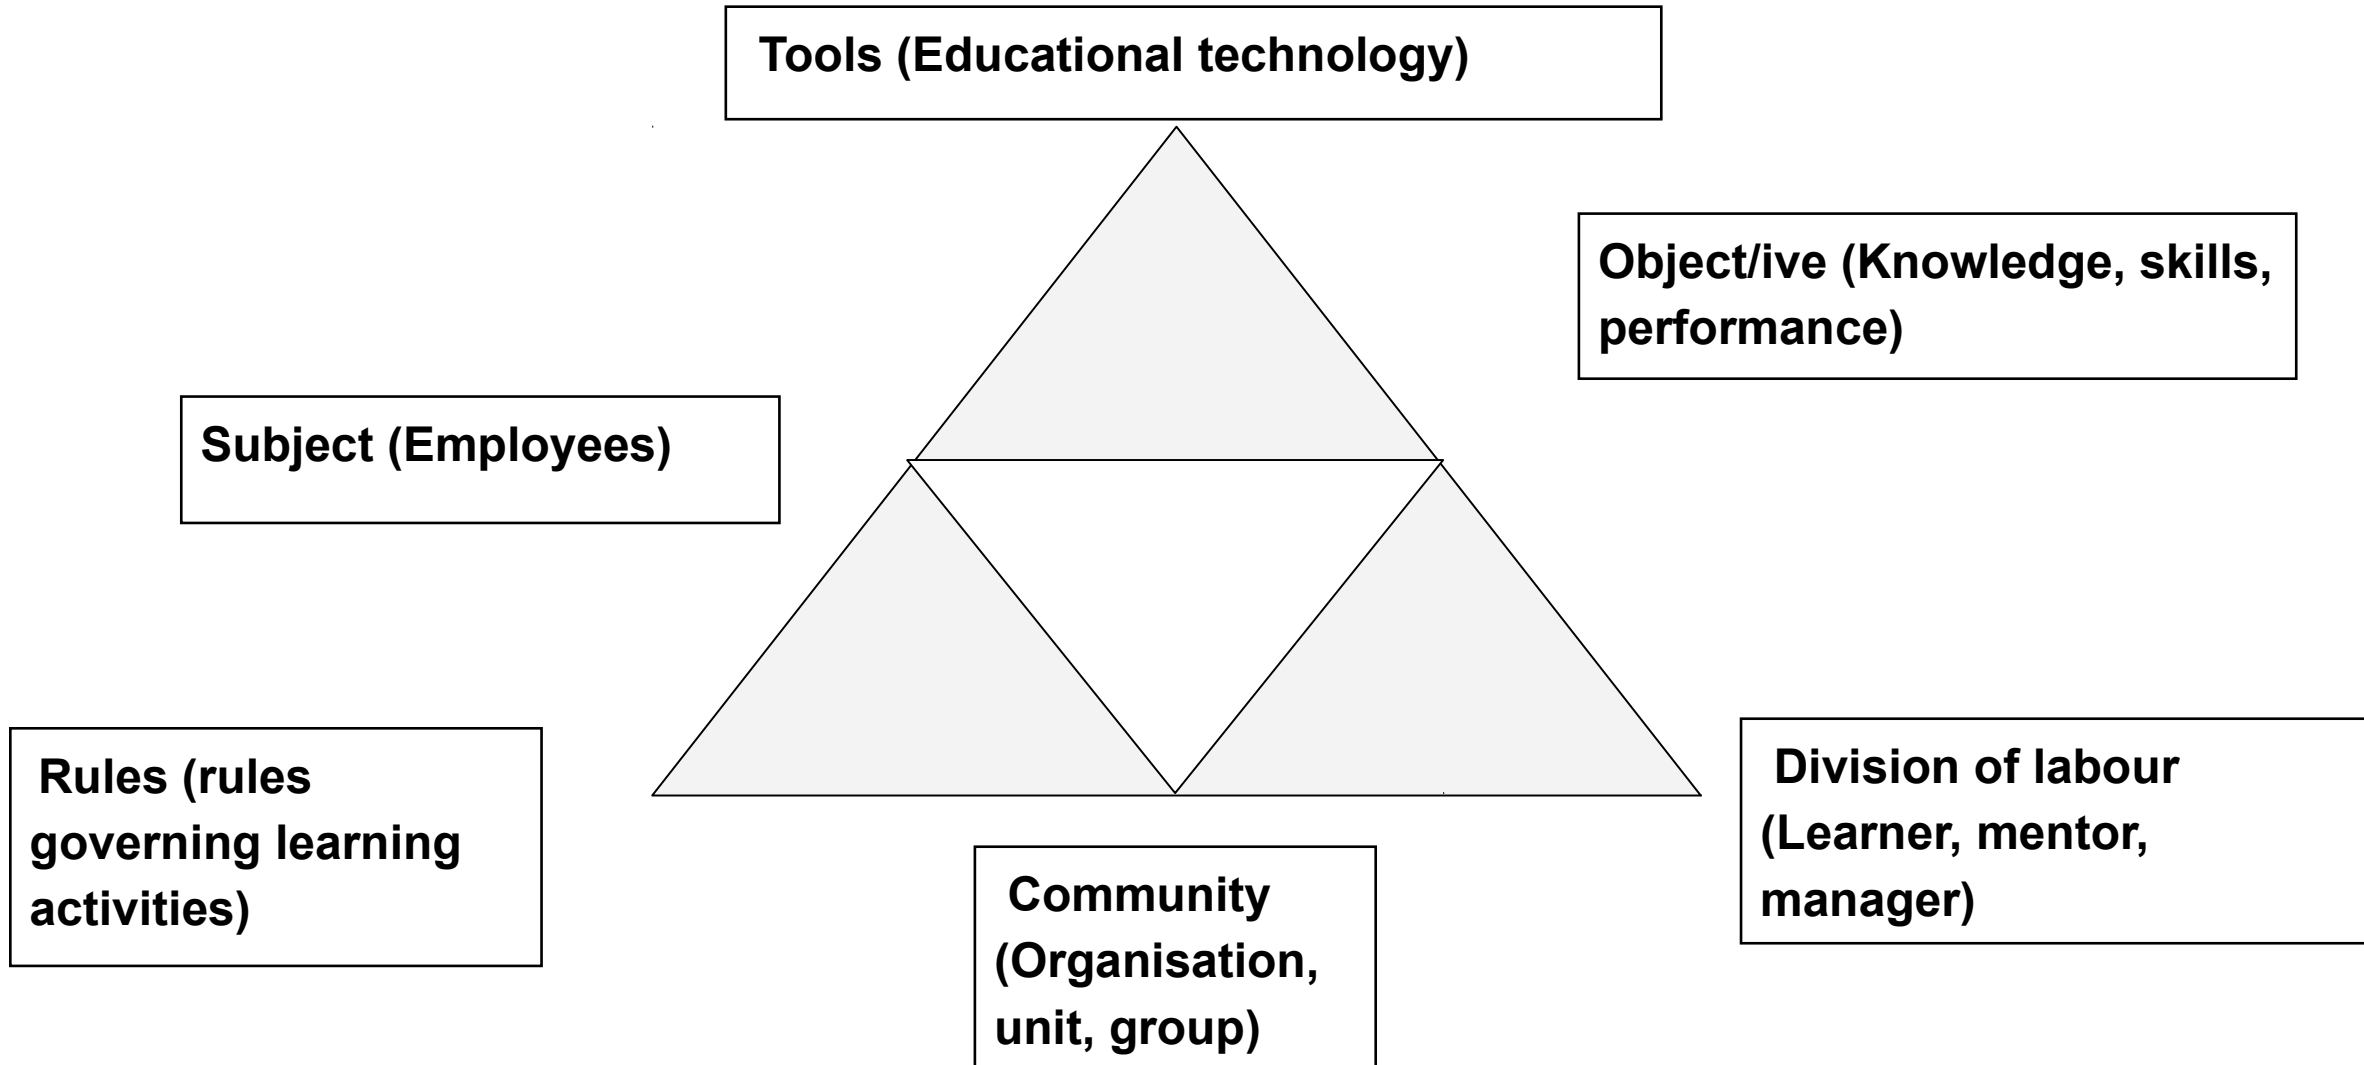 Tools (Educational technology)
Object/ive (Knowledge, skills,
performance)
Subject (Employees)
Rules (rules
governing learning
activities)
Division of labour
(Learner, mentor,
manager)
Community
(Organisation,
unit, group)